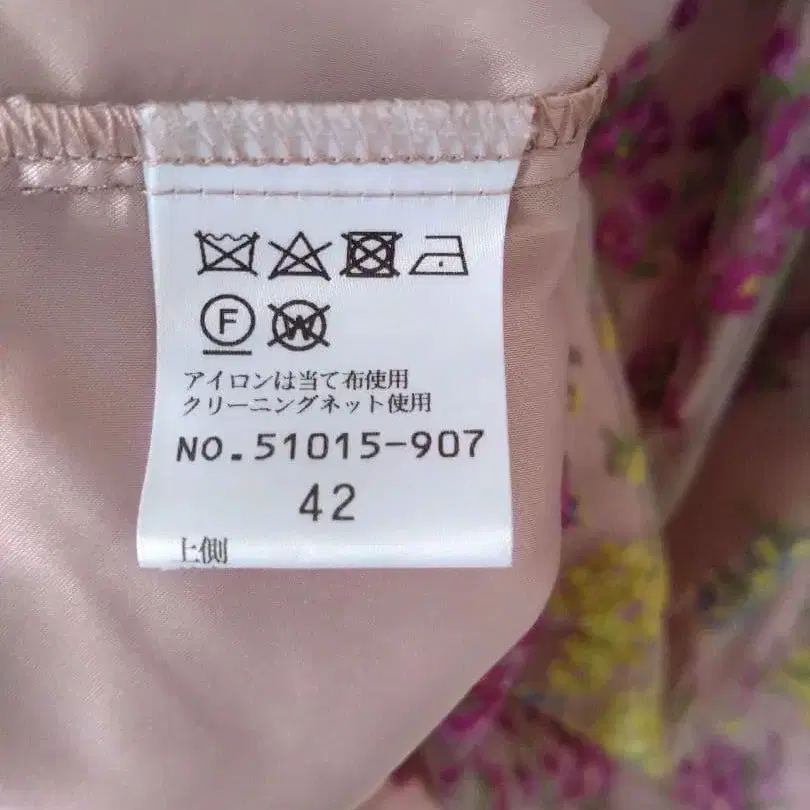 F W
アイロンは当て布使用
クリーニングネット使用
NO.51015-907
42
上側